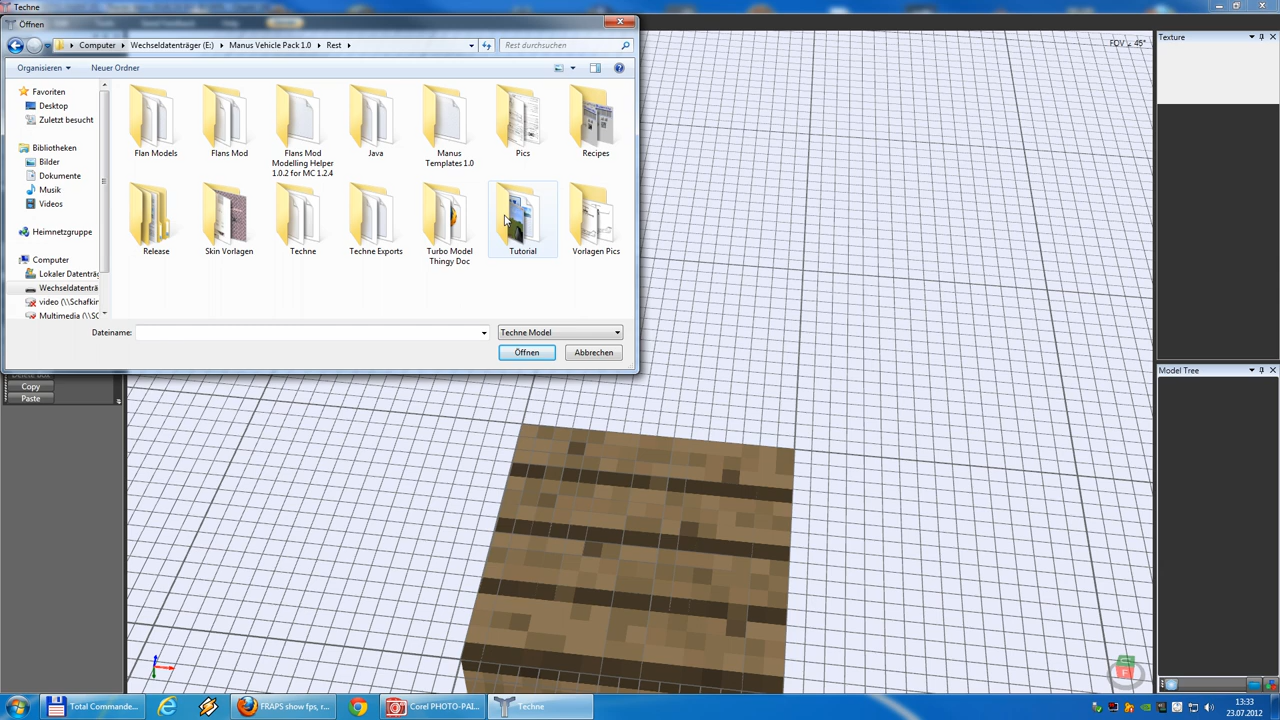 Techne
Öffnen
Computer ▸ Wechseldatenträger (E:) ▸ Manus Vehicle Pack 1.0 ▸ Rest ▸
Rest durchsuchen
Organisieren
Neuer Ordner
Favoriten
Desktop
Zuletzt besucht
Bibliotheken
Bilder
Dokumente
Musik
Videos
Heimnetzgruppe
Computer
Lokaler Datenträ
Wechseldatenträ
video (\\Schafkin
Multimedia (\\SC
Flan Models
Flans Mod
Flans Mod
Modelling Helper
1.0.2 for MC 1.2.4
Java
Manus
Templates 1.0
Pics
Recipes
Release
Skin Vorlagen
Techne
Techne Exports
Turbo Model
Thingy Doc
Tutorial
Vorlagen Pics
Dateiname:
Techne Model
Öffnen
Abbrechen
Copy
Paste
FOV = 45°
Texture
Model Tree
Total Commande...
FRAPS show fps, r...
Corel PHOTO-PAI...
Techne
13:33
23.07.2012